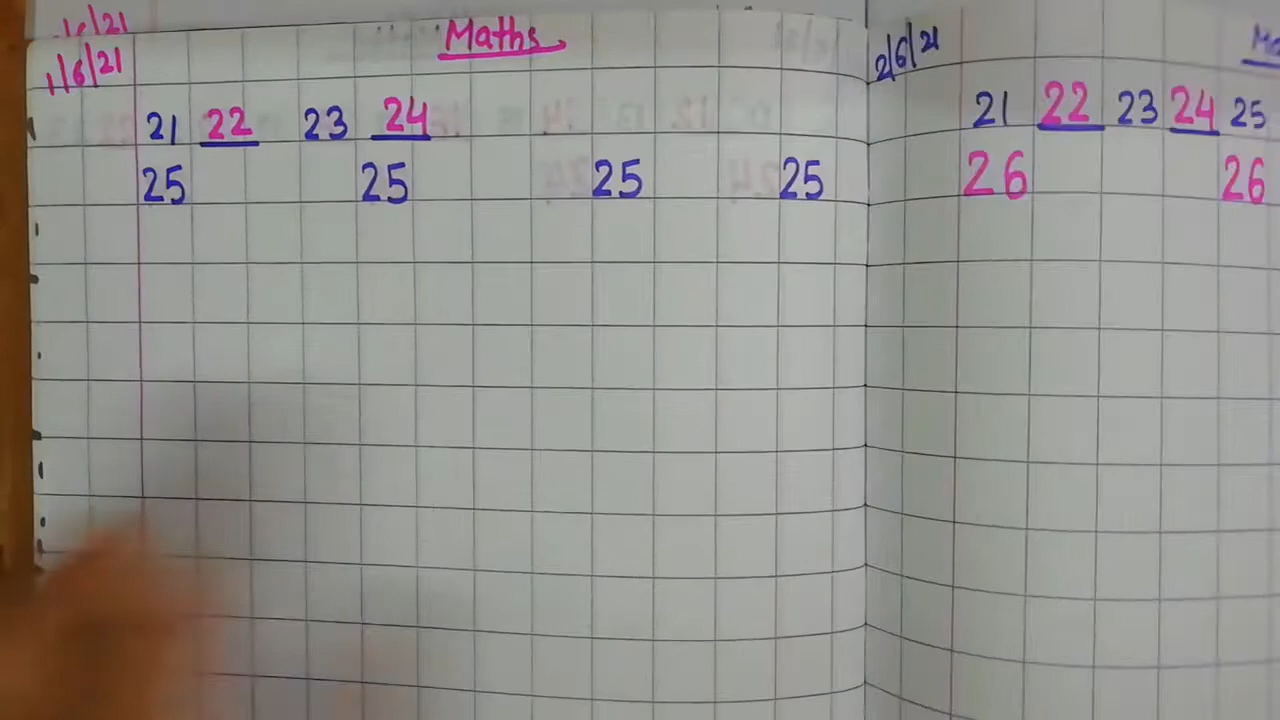 Maths
1/6/21
21 22 23 24
25 25 25 25
2/6/21
21 22 23 24 25
26 26